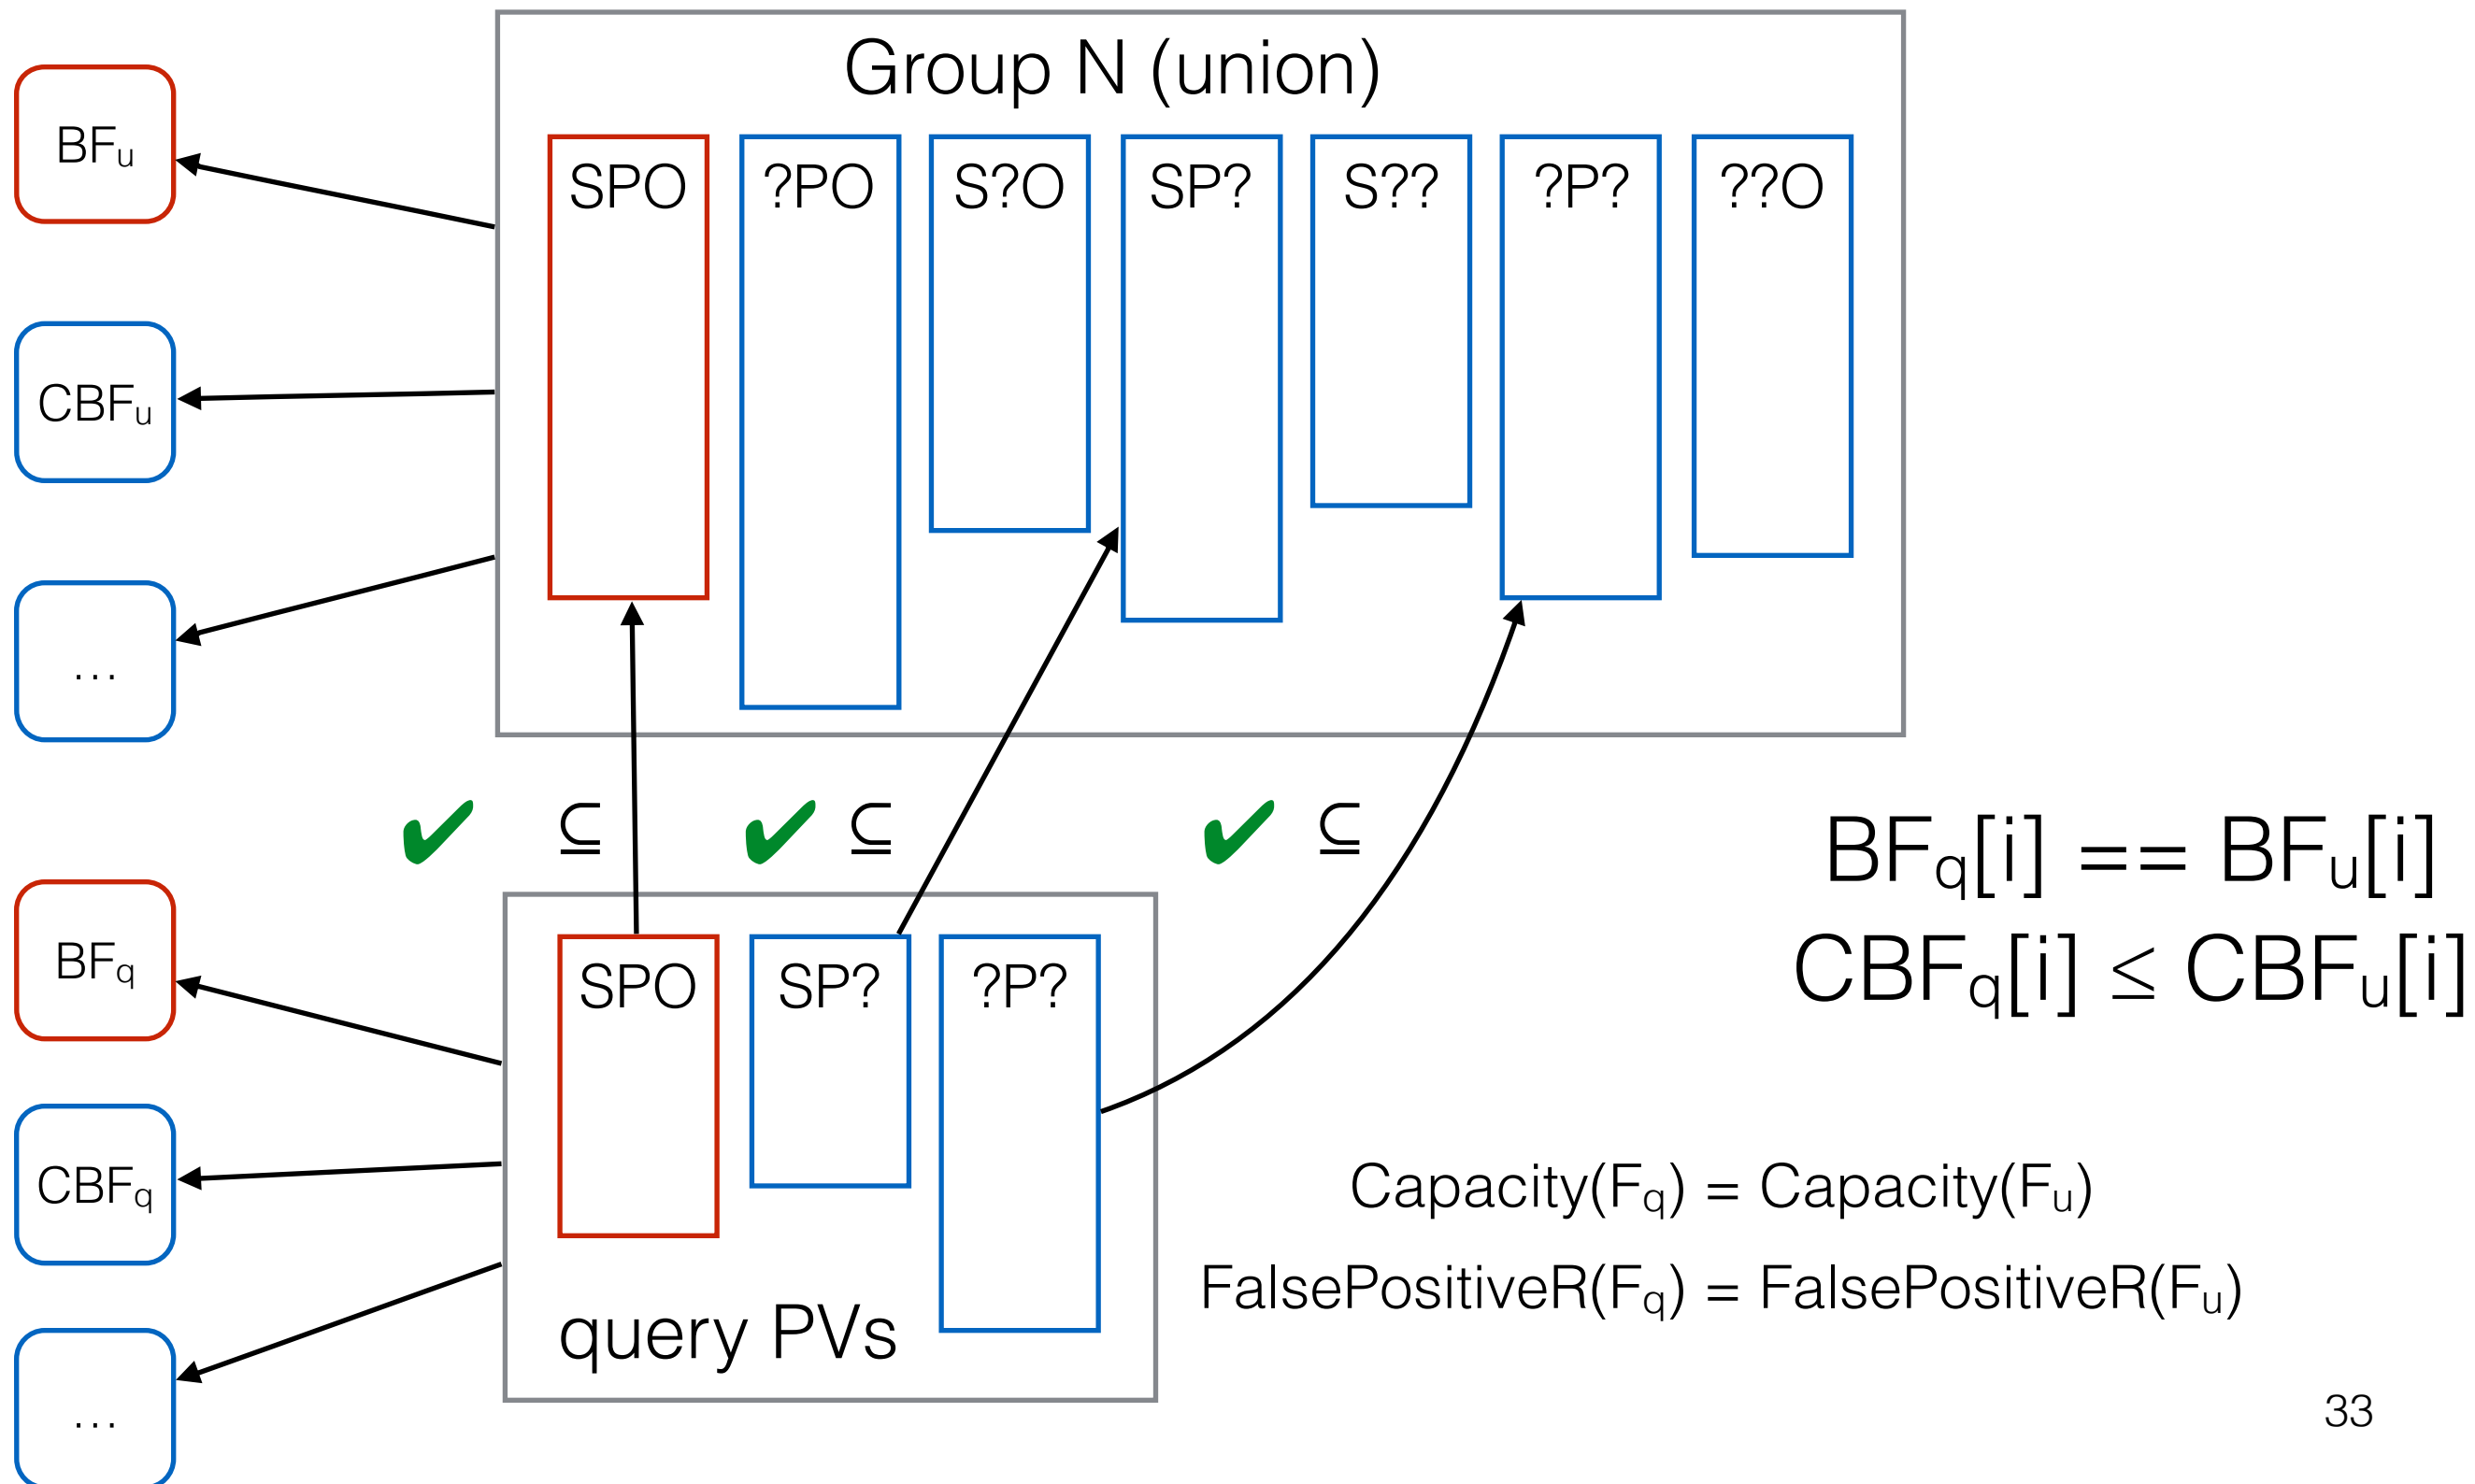 Group N (union)
BFu
SPO ?PO S?O SP? S?? ?P? ??O
CBFu
...
✔ ⊆ ✔ ⊆ ✔ ⊆
BFq[i] == BFu[i]
CBFq[i] ≤ CBFu[i]
BFq
SPO SP? ?P?
CBFq
Capacity(Fq) = Capacity(Fu)
FalsePositiveR(Fq) = FalsePositiveR(Fu)
query PVs
...
33